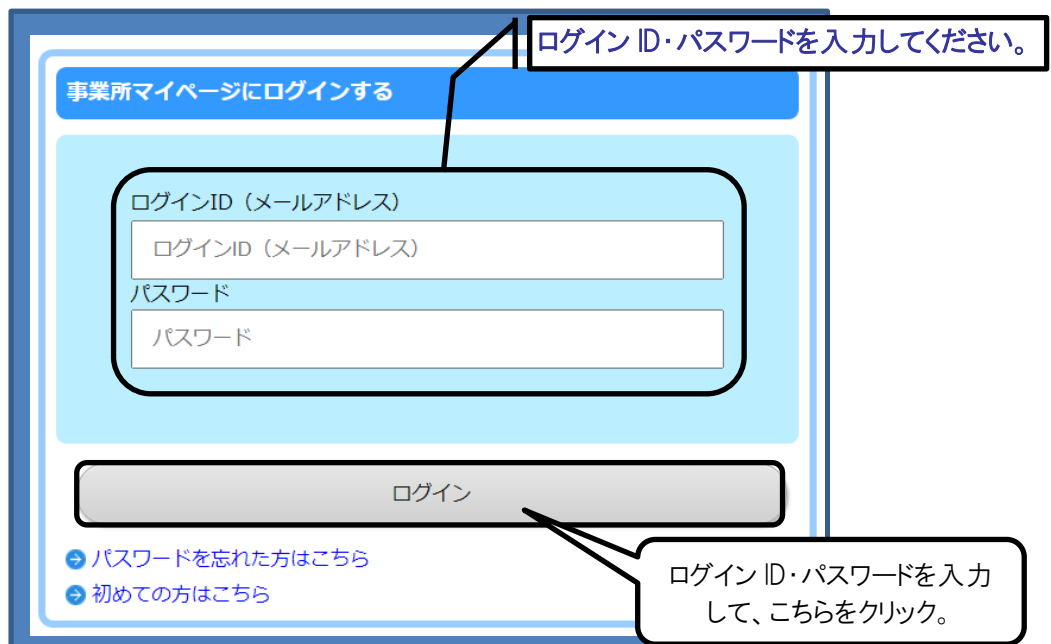 ログイン ID・パスワードを入力してください。
事業所マイページにログインする
ログインID（メールアドレス）
ログインID（メールアドレス）
パスワード
パスワード
ログイン
パスワードを忘れた方はこちら
初めての方はこちら
ログイン ID・パスワードを入力
して、こちらをクリック。